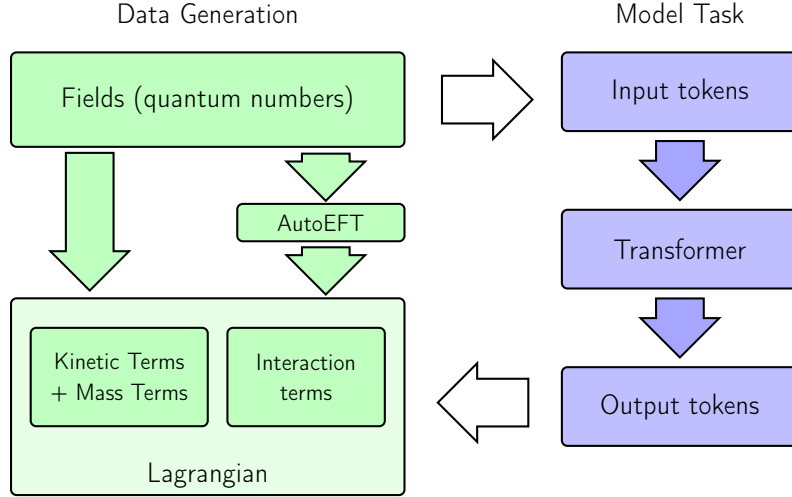 Data Generation
Model Task
Fields (quantum numbers)
Input tokens
AutoEFT
Transformer
Kinetic Terms
+ Mass Terms
Interaction
terms
Output tokens
Lagrangian